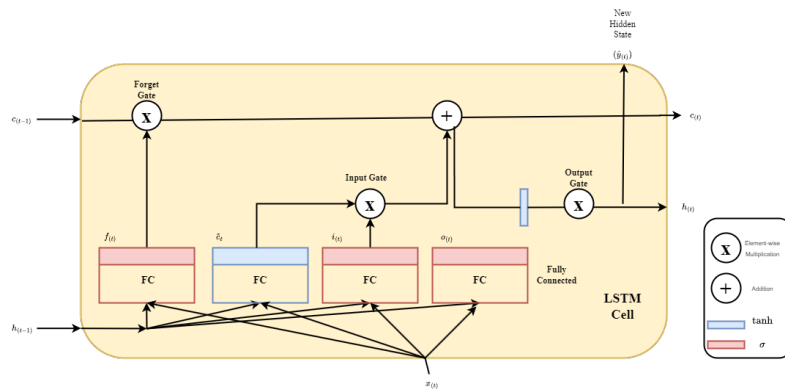 New
Hidden
State
(ŷ(t))
Forget
Gate
c(t-1)
X
+
c(t)
Input Gate
Output
Gate
X
X
h(t)
f(t)
c̃t
i(t)
o(t)
FC
FC
FC
FC
Fully
Connected
LSTM
Cell
h(t-1)
x(t)
X
Element-wise
Multiplication
+
Addition
tanh
σ